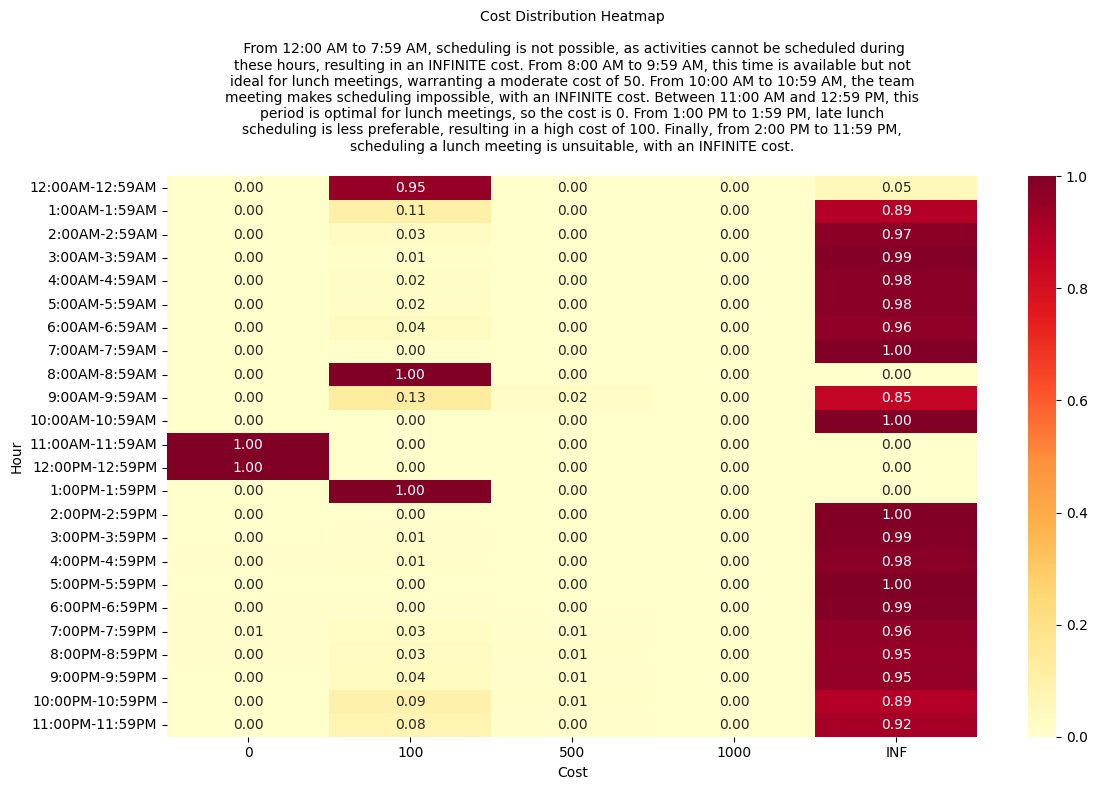 Cost Distribution Heatmap
From 12:00 AM to 7:59 AM, scheduling is not possible, as activities cannot be scheduled during
these hours, resulting in an INFINITE cost. From 8:00 AM to 9:59 AM, this time is available but not
ideal for lunch meetings, warranting a moderate cost of 50. From 10:00 AM to 10:59 AM, the team
meeting makes scheduling impossible, with an INFINITE cost. Between 11:00 AM and 12:59 PM, this
period is optimal for lunch meetings, so the cost is 0. From 1:00 PM to 1:59 PM, late lunch
scheduling is less preferable, resulting in a high cost of 100. Finally, from 2:00 PM to 11:59 PM,
scheduling a lunch meeting is unsuitable, with an INFINITE cost.
12:00AM-12:59AM 0.00 0.95 0.00 0.00 0.05
1:00AM-1:59AM 0.00 0.11 0.00 0.00 0.89
2:00AM-2:59AM 0.00 0.03 0.00 0.00 0.97
3:00AM-3:59AM 0.00 0.01 0.00 0.00 0.99
4:00AM-4:59AM 0.00 0.02 0.00 0.00 0.98
5:00AM-5:59AM 0.00 0.02 0.00 0.00 0.98
6:00AM-6:59AM 0.00 0.04 0.00 0.00 0.96
7:00AM-7:59AM 0.00 0.00 0.00 0.00 1.00
8:00AM-8:59AM 0.00 1.00 0.00 0.00 0.00
9:00AM-9:59AM 0.00 0.13 0.02 0.00 0.85
10:00AM-10:59AM 0.00 0.00 0.00 0.00 1.00
11:00AM-11:59AM 1.00 0.00 0.00 0.00 0.00
12:00PM-12:59PM 1.00 0.00 0.00 0.00 0.00
1:00PM-1:59PM 0.00 1.00 0.00 0.00 0.00
2:00PM-2:59PM 0.00 0.00 0.00 0.00 1.00
3:00PM-3:59PM 0.00 0.01 0.00 0.00 0.99
4:00PM-4:59PM 0.00 0.01 0.00 0.00 0.98
5:00PM-5:59PM 0.00 0.00 0.00 0.00 1.00
6:00PM-6:59PM 0.00 0.00 0.00 0.00 0.99
7:00PM-7:59PM 0.01 0.03 0.01 0.00 0.96
8:00PM-8:59PM 0.00 0.03 0.01 0.00 0.95
9:00PM-9:59PM 0.00 0.04 0.01 0.00 0.95
10:00PM-10:59PM 0.00 0.09 0.01 0.00 0.89
11:00PM-11:59PM 0.00 0.08 0.00 0.00 0.92
Hour
0 100 500 1000 INF
Cost
1.0
0.8
0.6
0.4
0.2
0.0